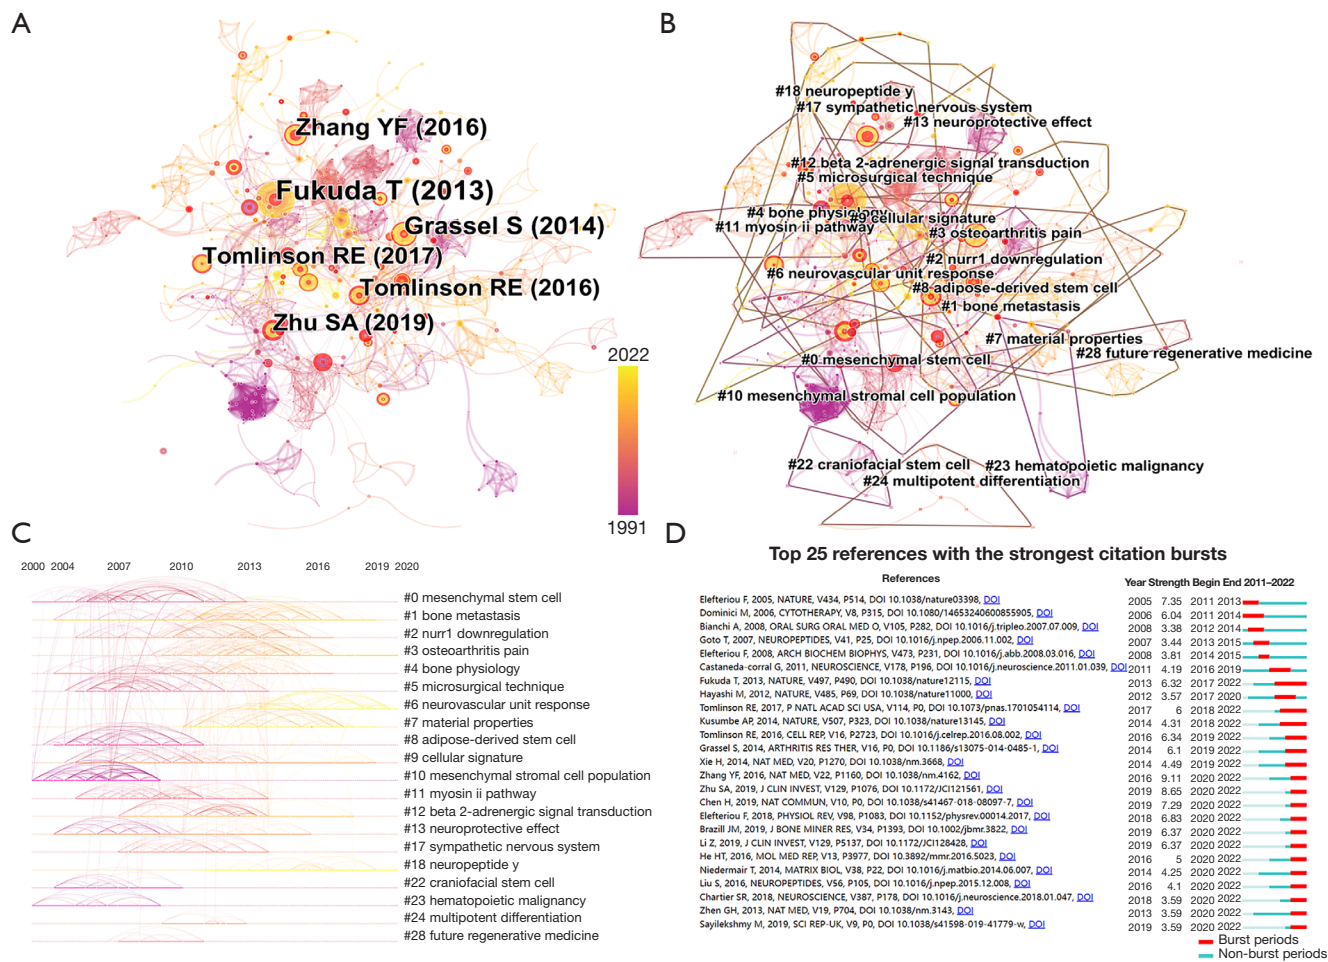 A
Zhang YF (2016)
Fukuda T (2013)
Grassel S (2014)
Tomlinson RE (2017)
Tomlinson RE (2016)
Zhu SA (2019)
2022
1991
B
#18 neuropeptide y
#17 sympathetic nervous system
#13 neuroprotective effect
#12 beta 2-adrenergic signal transduction
#5 microsurgical technique
#4 bone physiology
#9 cellular signature
#11 myosin ii pathway
#3 osteoarthritis pain
#2 nurr1 downregulation
#6 neurovascular unit response
#8 adipose-derived stem cell
#1 bone metastasis
#7 material properties
#28 future regenerative medicine
#0 mesenchymal stem cell
#10 mesenchymal stromal cell population
#22 craniofacial stem cell
#23 hematopoietic malignancy
#24 multipotent differentiation
C
2000 2004 2007 2010 2013 2016 2019 2020
#0 mesenchymal stem cell
#1 bone metastasis
#2 nurr1 downregulation
#3 osteoarthritis pain
#4 bone physiology
#5 microsurgical technique
#6 neurovascular unit response
#7 material properties
#8 adipose-derived stem cell
#9 cellular signature
#10 mesenchymal stromal cell population
#11 myosin ii pathway
#12 beta 2-adrenergic signal transduction
#13 neuroprotective effect
#17 sympathetic nervous system
#18 neuropeptide y
#22 craniofacial stem cell
#23 hematopoietic malignancy
#24 multipotent differentiation
#28 future regenerative medicine
D
Top 25 references with the strongest citation bursts
References Year Strength Begin End 2011–2022
Elefteriou F, 2005, NATURE, V434, P514, DOI 10.1038/nature03398, DOI 2005 7.35 2011 2013
Dominici M, 2006, CYTOTHERAPY, V8, P315, DOI 10.1080/14653240600855905, DOI 2006 6.04 2011 2014
Bianchi A, 2008, ORAL SURG ORAL MED O, V105, P282, DOI 10.1016/j.tripleo.2007.07.009, DOI 2008 3.38 2012 2014
Goto T, 2007, NEUROPEPTIDES, V41, P25, DOI 10.1016/j.npep.2006.11.002, DOI 2007 3.44 2013 2015
Elefteriou F, 2008, ARCH BIOCHEM BIOPHYS, V473, P231, DOI 10.1016/j.abb.2008.03.016, DOI 2008 3.81 2014 2015
Castaneda-corral G, 2011, NEUROSCIENCE, V178, P196, DOI 10.1016/j.neuroscience.2011.01.039, DOI 2011 4.19 2016 2019
Fukuda T, 2013, NATURE, V497, P490, DOI 10.1038/nature12115, DOI 2013 6.32 2017 2022
Hayashi M, 2012, NATURE, V485, P69, DOI 10.1038/nature11000, DOI 2012 3.57 2017 2020
Tomlinson RE, 2017, P NATL ACAD SCI USA, V114, P0, DOI 10.1073/pnas.1701054114, DOI 2017 6 2018 2022
Kusumbe AP, 2014, NATURE, V507, P323, DOI 10.1038/nature13145, DOI 2014 4.31 2018 2022
Tomlinson RE, 2016, CELL REP, V16, P2723, DOI 10.1016/j.celrep.2016.08.002, DOI 2016 6.34 2019 2022
Grassel S, 2014, ARTHRITIS RES THER, V16, P0, DOI 10.1186/s13075-014-0485-1, DOI 2014 6.1 2019 2022
Xie H, 2014, NAT MED, V20, P1270, DOI 10.1038/nm.3668, DOI 2014 4.49 2019 2022
Zhang YF, 2016, NAT MED, V22, P1160, DOI 10.1038/nm.4162, DOI 2016 9.11 2020 2022
Zhu SA, 2019, J CLIN INVEST, V129, P1076, DOI 10.1172/JCI121561, DOI 2019 8.65 2020 2022
Chen H, 2019, NAT COMMUN, V10, P0, DOI 10.1038/s41467-018-08097-7, DOI 2019 7.29 2020 2022
Elefteriou F, 2018, PHYSIOL REV, V98, P1083, DOI 10.1152/physrev.00014.2017, DOI 2018 6.83 2020 2022
Brazill JM, 2019, J BONE MINER RES, V34, P1393, DOI 10.1002/jbmr.3822, DOI 2019 6.37 2020 2022
Li Z, 2019, J CLIN INVEST, V129, P5137, DOI 10.1172/JCI128428, DOI 2019 6.37 2020 2022
He HT, 2016, MOL MED REP, V13, P3977, DOI 10.3892/mmr.2016.5023, DOI 2016 5 2020 2022
Niedermair T, 2014, MATRIX BIOL, V38, P22, DOI 10.1016/j.matbio.2014.06.007, DOI 2014 4.25 2020 2022
Liu S, 2016, NEUROPEPTIDES, V56, P105, DOI 10.1016/j.npep.2015.12.008, DOI 2016 4.1 2020 2022
Chartier SR, 2018, NEUROSCIENCE, V387, P178, DOI 10.1016/j.neuroscience.2018.01.047, DOI 2018 3.59 2020 2022
Zhen GH, 2013, NAT MED, V19, P704, DOI 10.1038/nm.3143, DOI 2013 3.59 2020 2022
Sayilekshmy M, 2019, SCI REP-UK, V9, P0, DOI 10.1038/s41598-019-41779-w, DOI 2019 3.59 2020 2022
Burst periods
Non-burst periods